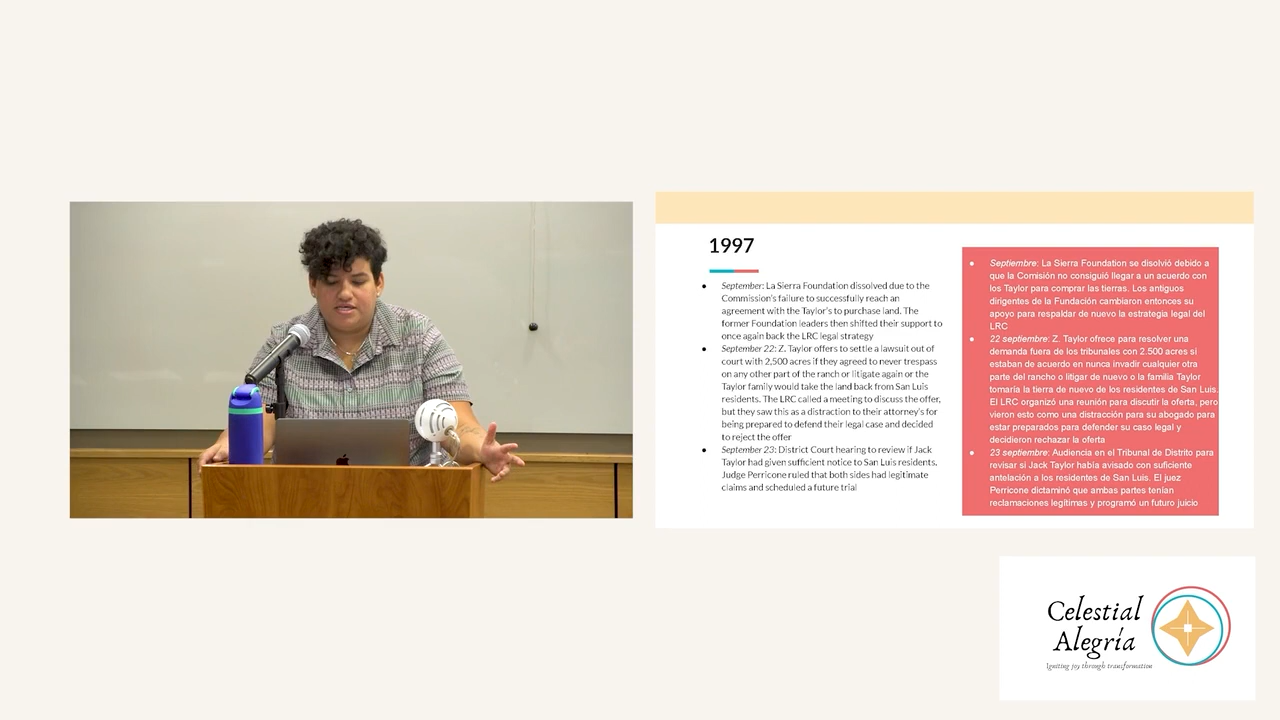 1997
● September: La Sierra Foundation dissolved due to the
Commission's failure to successfully reach an
agreement with the Taylor's to purchase land. The
former Foundation leaders then shifted their support to
once again back the LRC legal strategy
● September 22: Z. Taylor offers to settle a lawsuit out of
court with 2,500 acres if they agreed to never trespass
on any other part of the ranch or litigate again or the
Taylor family would take the land back from San Luis
residents. The LRC called a meeting to discuss the offer,
but they saw this as a distraction to their attorney's for
being prepared to defend their legal case and decided
to reject the offer
● September 23: District Court hearing to review if Jack
Taylor had given sufficient notice to San Luis residents.
Judge Perricone ruled that both sides had legitimate
claims and scheduled a future trial
● Septiembre: La Sierra Foundation se disolvió debido a
que la Comisión no consiguió llegar a un acuerdo con
los Taylor para comprar las tierras. Los antiguos
dirigentes de la Fundación cambiaron entonces su
apoyo para respaldar de nuevo la estrategia legal del
LRC
● 22 septiembre: Z. Taylor ofrece para resolver una
demanda fuera de los tribunales con 2.500 acres si
estaban de acuerdo en nunca invadir cualquier otra
parte del rancho o litigar de nuevo o la familia Taylor
tomaría la tierra de nuevo de los residentes de San Luis.
El LRC organizó una reunión para discutir la oferta, pero
vieron esto como una distracción para su abogado para
estar preparados para defender su caso legal y
decidieron rechazar la oferta
● 23 septiembre: Audiencia en el Tribunal de Distrito para
revisar si Jack Taylor había avisado con suficiente
antelación a los residentes de San Luis. El juez
Perricone dictaminó que ambas partes tenían
reclamaciones legítimas y programó un futuro juicio
Celestial
Alegría
Igniting joy through transformation